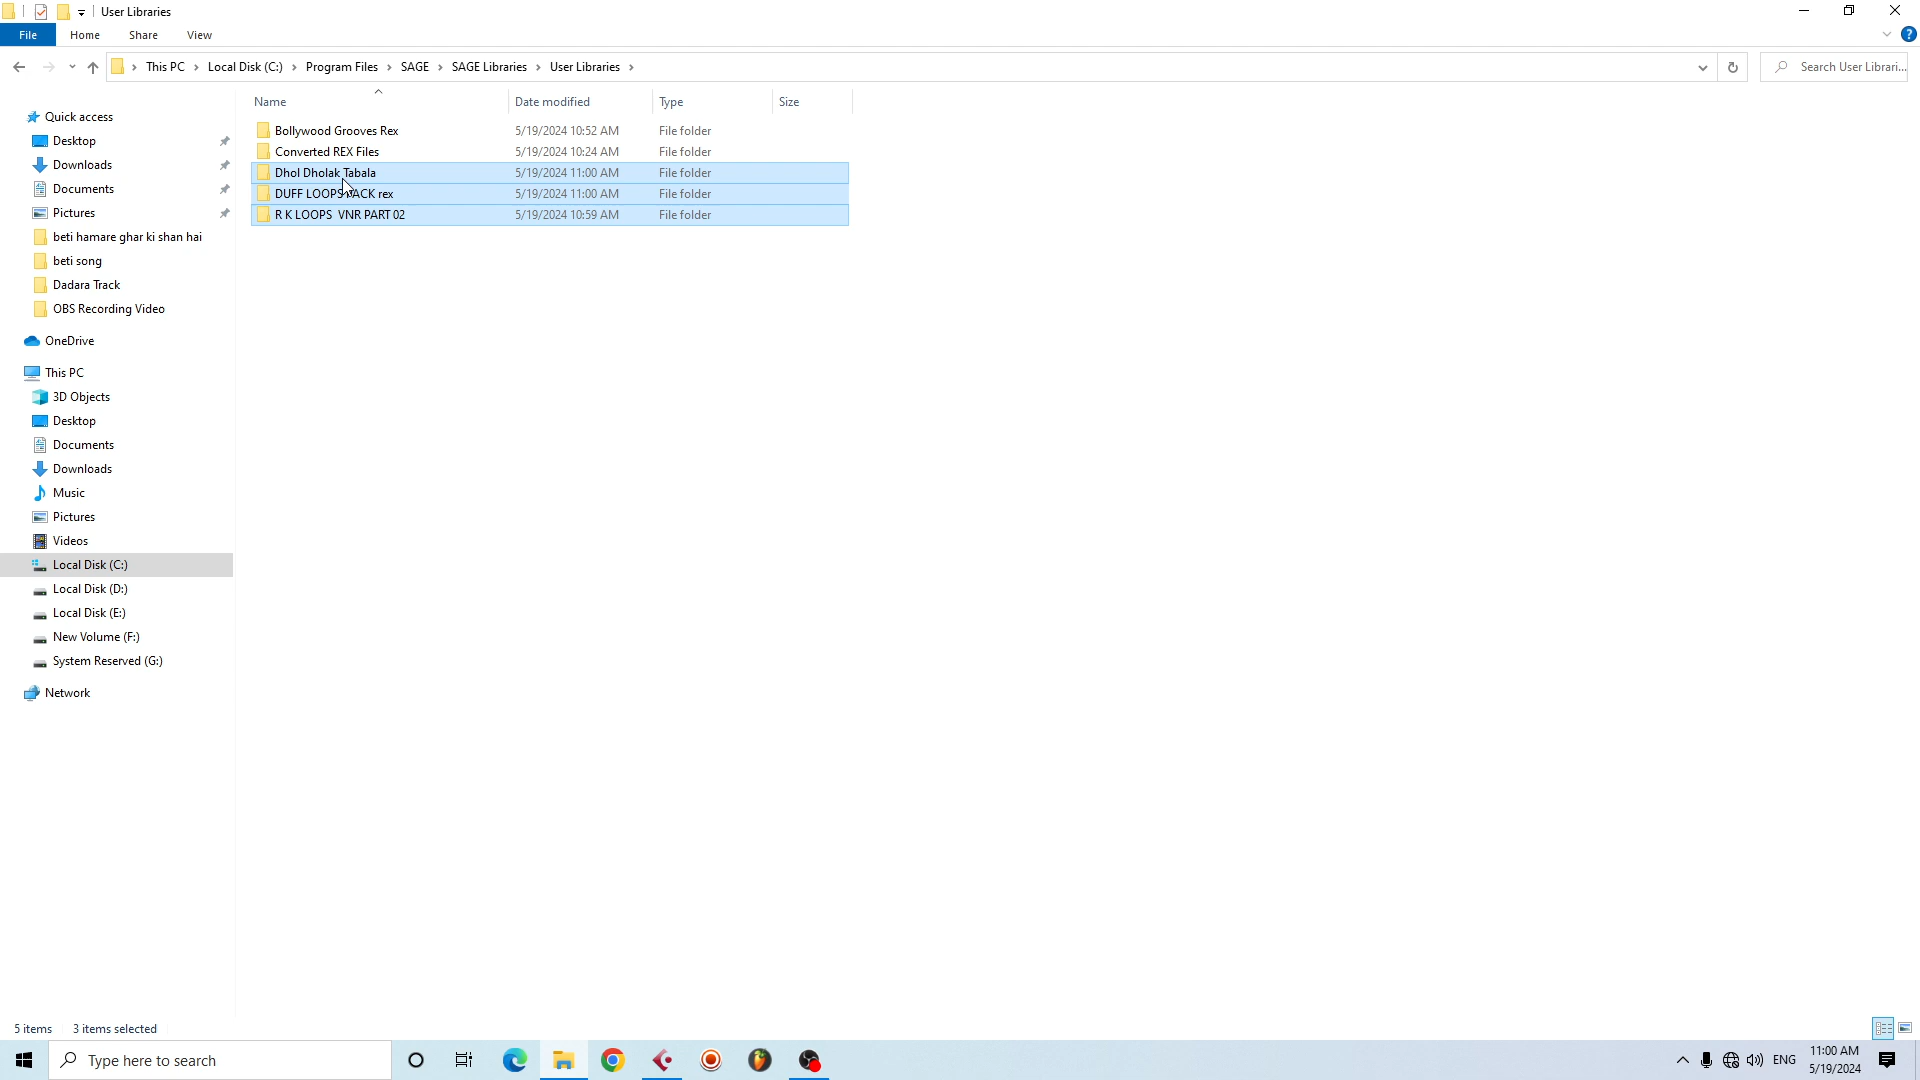 User Libraries
File Home Share View
This PC Local Disk (C:) Program Files SAGE SAGE Libraries User Libraries Search User Librari...
Name Date modified Type Size
Quick access
Desktop
Downloads
Documents
Pictures
beti hamare ghar ki shan hai
beti song
Dadara Track
OBS Recording Video
OneDrive
This PC
3D Objects
Desktop
Documents
Downloads
Music
Pictures
Videos
Local Disk (C:)
Local Disk (D:)
Local Disk (E:)
New Volume (F:)
System Reserved (G:)
Network
Bollywood Grooves Rex 5/19/2024 10:52 AM File folder
Converted REX Files 5/19/2024 10:24 AM File folder
Dhol Dholak Tabala 5/19/2024 11:00 AM File folder
DUFF LOOPS PACK rex 5/19/2024 11:00 AM File folder
R K LOOPS VNR PART 02 5/19/2024 10:59 AM File folder
5 items 3 items selected
Type here to search
ENG
11:00 AM
5/19/2024